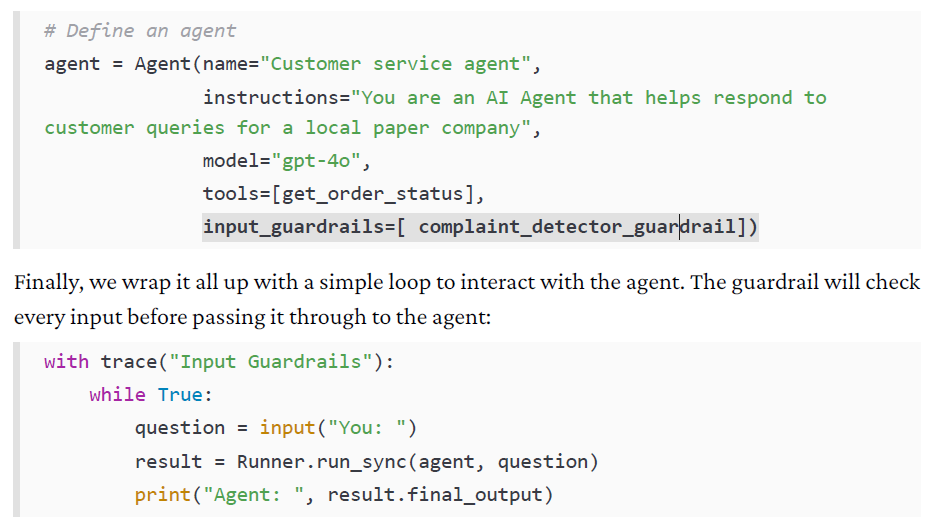 # Define an agent
agent = Agent(name="Customer service agent",
              instructions="You are an AI Agent that helps respond to
customer queries for a local paper company",
              model="gpt-4o",
              tools=[get_order_status],
              input_guardrails=[ complaint_detector_guardrail])
Finally, we wrap it all up with a simple loop to interact with the agent. The guardrail will check
every input before passing it through to the agent:
with trace("Input Guardrails"):
    while True:
        question = input("You: ")
        result = Runner.run_sync(agent, question)
        print("Agent: ", result.final_output)